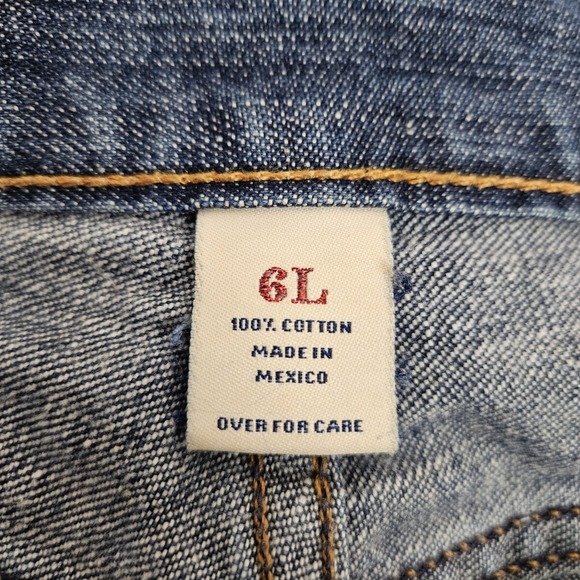 6L
100% COTTON
MADE IN
MEXICO
OVER FOR CARE